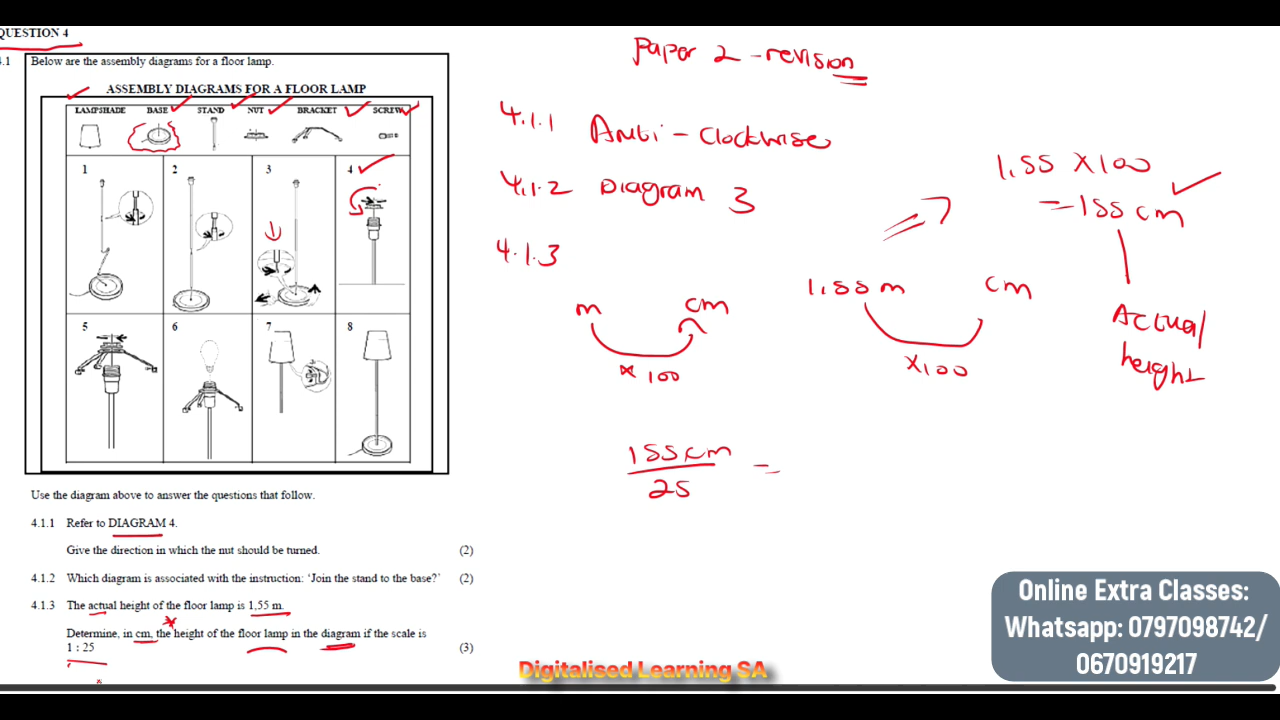 QUESTION 4
4.1 Below are the assembly diagrams for a floor lamp.
ASSEMBLY DIAGRAMS FOR A FLOOR LAMP
LAMPSHADE BASE STAND NUT BRACKET SCREW
1 2 3 4
5 6 7 8
Use the diagram above to answer the questions that follow.
4.1.1 Refer to DIAGRAM 4.
Give the direction in which the nut should be turned. (2)
4.1.2 Which diagram is associated with the instruction: ‘Join the stand to the base?’ (2)
4.1.3 The actual height of the floor lamp is 1,55 m.
Determine, in cm, the height of the floor lamp in the diagram if the scale is
1 : 25 (3)
Paper 2 - revision
4.1.1 Anti - clockwise
4.1.2 Diagram 3
4.1.3
m cm
× 100
1,55 m cm
×100
1,55 ×100
= 155 cm
Actual
height
155cm
25
=
Online Extra Classes:
Whatsapp: 0797098742/
0670919217
Digitalised Learning SA